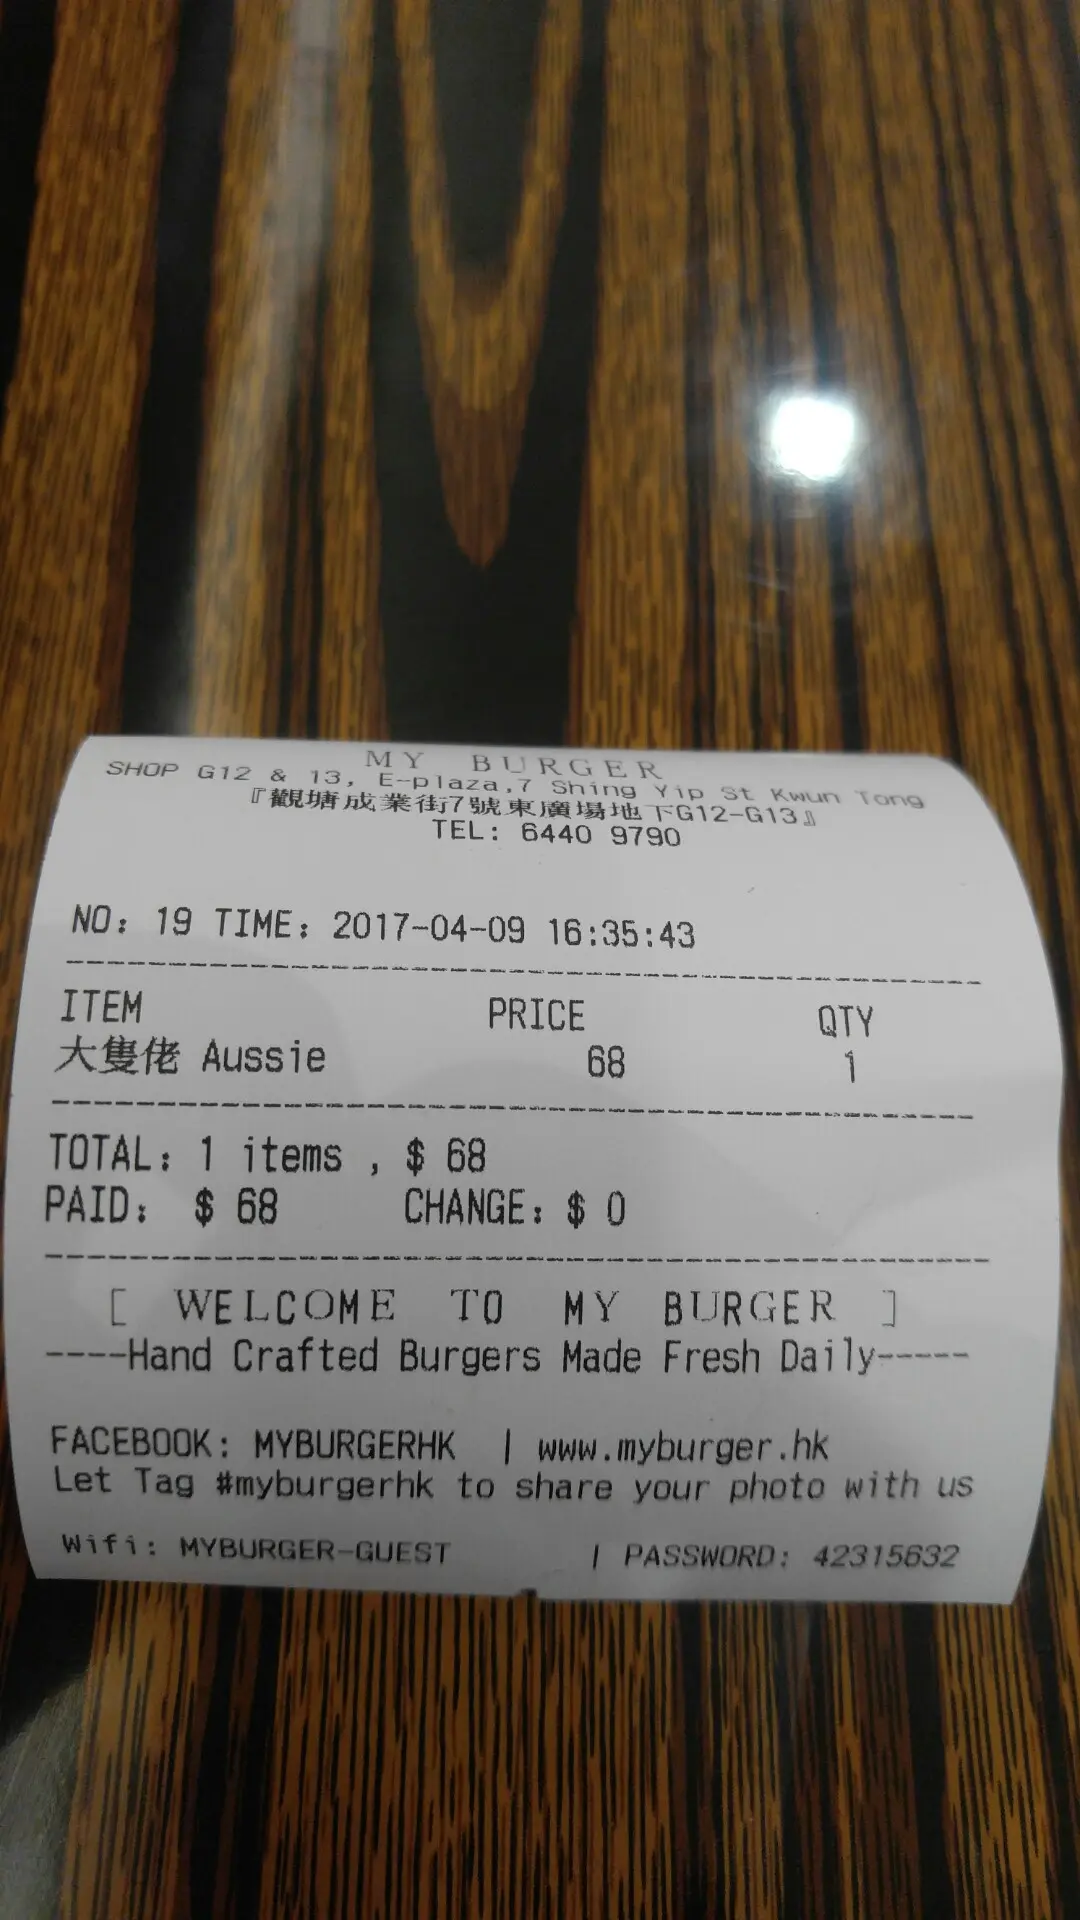 MY BURGER
SHOP G12 & 13, E-plaza,7 Shing Yip St Kwun Tong
『觀塘成業街7號東廣場地下G12-G13』
TEL: 6440 9790
NO: 19 TIME: 2017-04-09 16:35:43
ITEM PRICE QTY
大隻佬 Aussie 68 1
TOTAL: 1 items , $ 68
PAID: $ 68 CHANGE: $ 0
[ WELCOME TO MY BURGER ]
----Hand Crafted Burgers Made Fresh Daily-----
FACEBOOK: MYBURGERHK | www.myburger.hk
Let Tag #myburgerhk to share your photo with us
Wifi: MYBURGER-GUEST | PASSWORD: 42315632